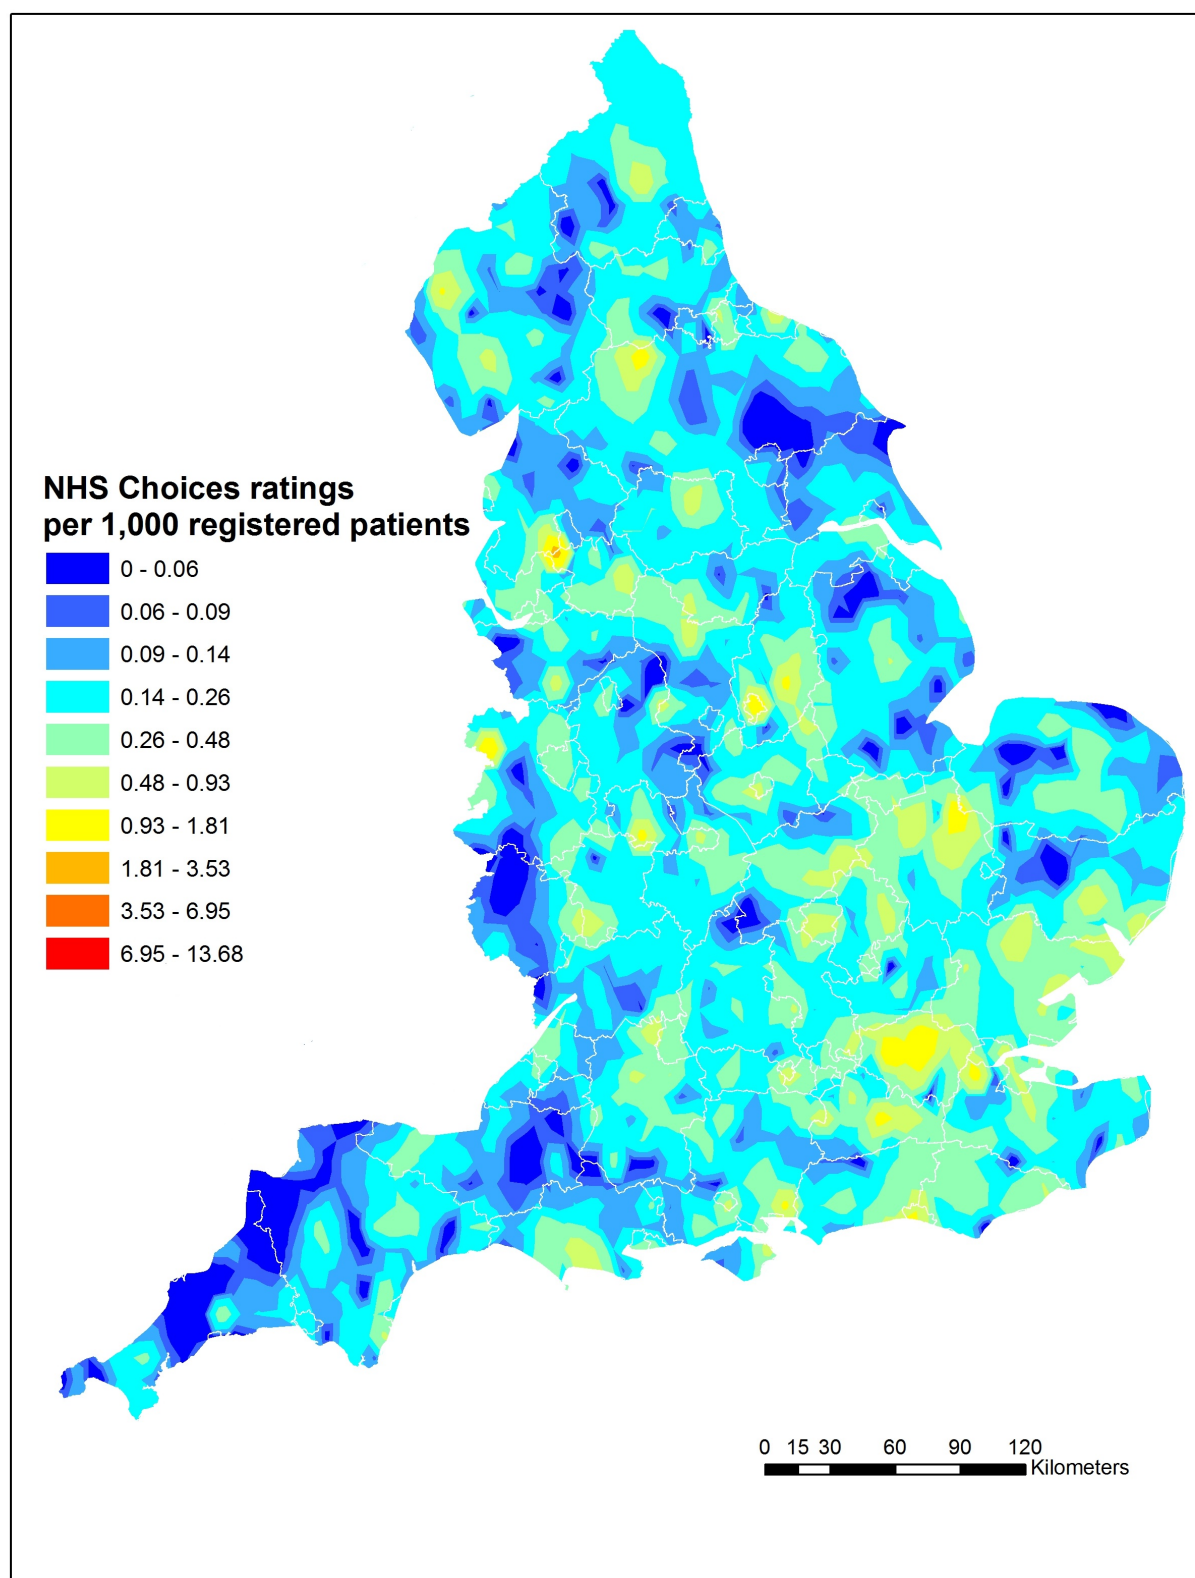 NHS Choices ratings
per 1,000 registered patients
0 - 0.06
0.06 - 0.09
0.09 - 0.14
0.14 - 0.26
0.26 - 0.48
0.48 - 0.93
0.93 - 1.81
1.81 - 3.53
3.53 - 6.95
6.95 - 13.68
0 15 30 60 90 120
Kilometers